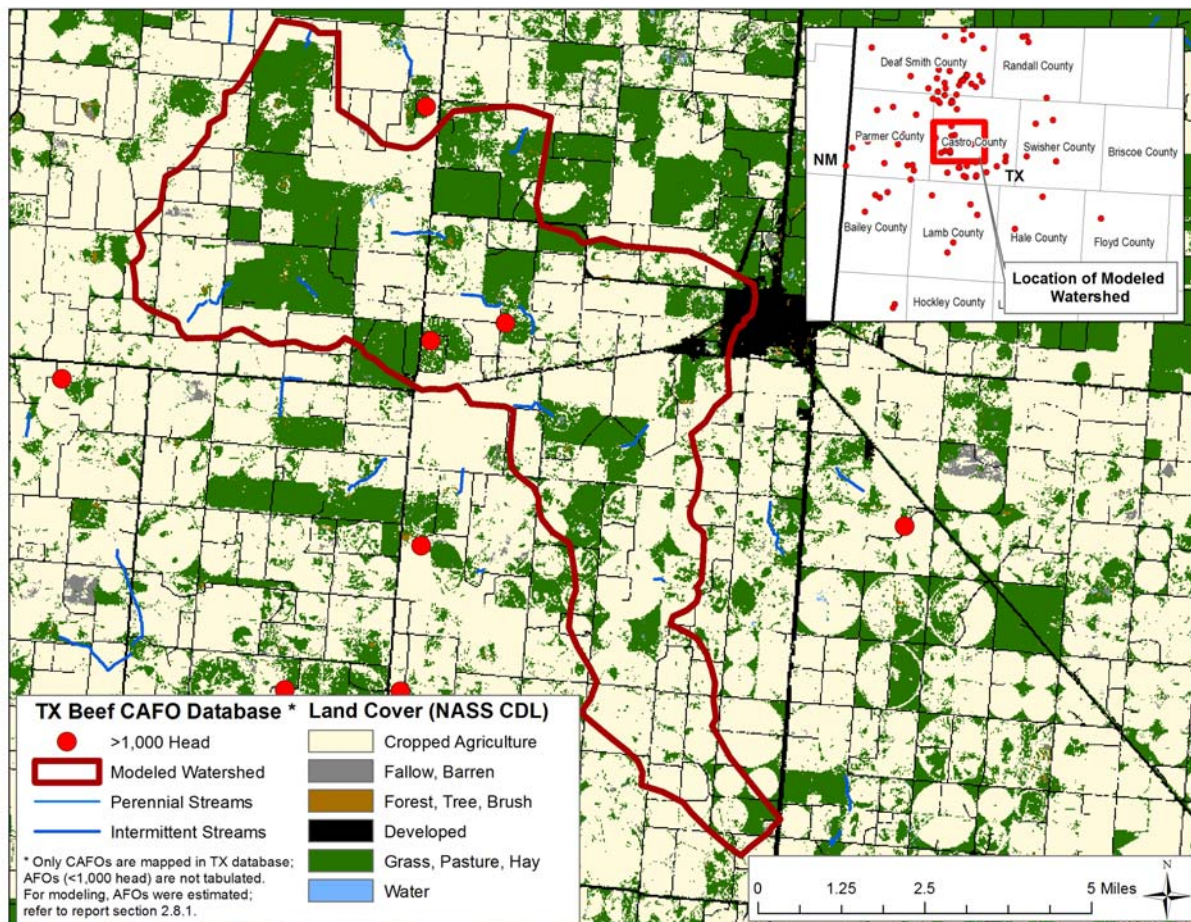 Deaf Smith County
Randall County
Parmer County
Castro County
Swisher County
Briscoe County
NM
TX
Bailey County
Lamb County
Hale County
Floyd County
Hockley County
L
Location of Modeled
Watershed
TX Beef CAFO Database *
>1,000 Head
Modeled Watershed
Perennial Streams
Intermittent Streams
* Only CAFOs are mapped in TX database;
AFOs (<1,000 head) are not tabulated.
For modeling, AFOs were estimated;
refer to report section 2.8.1.
Land Cover (NASS CDL)
Cropped Agriculture
Fallow, Barren
Forest, Tree, Brush
Developed
Grass, Pasture, Hay
Water
0 1.25 2.5 5 Miles
N